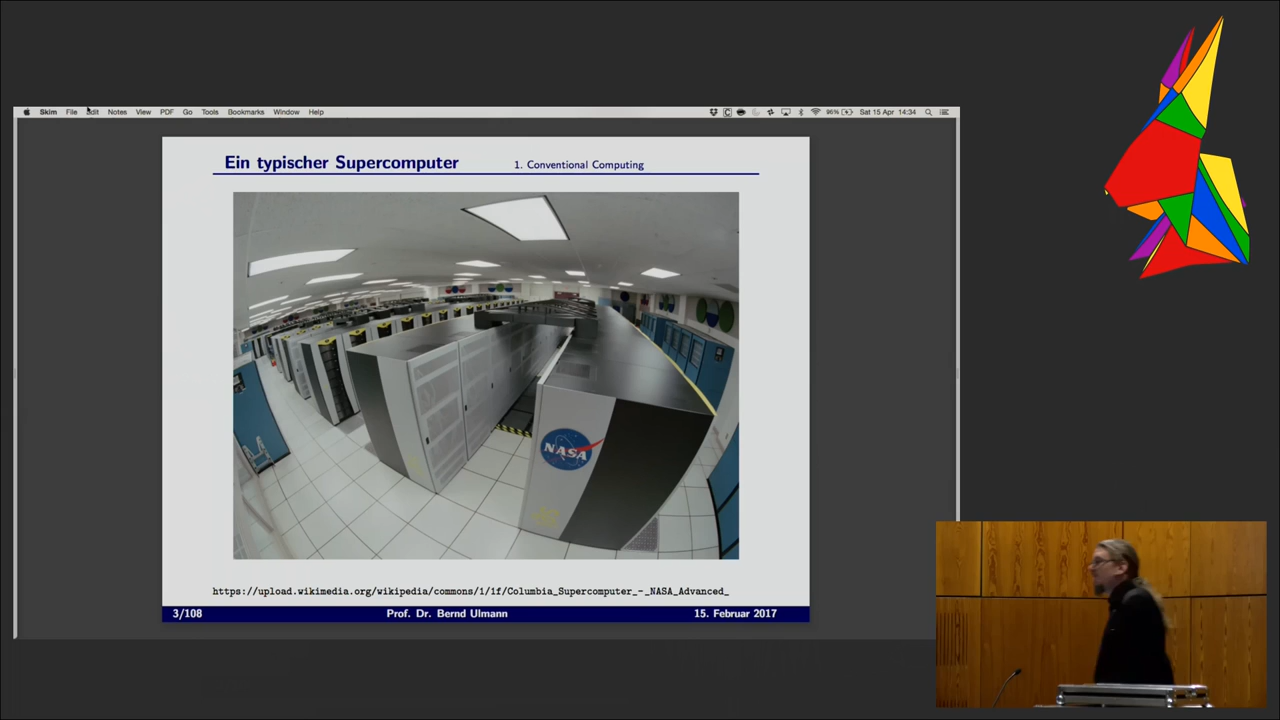 Skim File Edit Notes View PDF Go Tools Bookmarks Window Help 96% Sat 15 Apr 14:34
Ein typischer Supercomputer 1. Conventional Computing
NASA
https://upload.wikimedia.org/wikipedia/commons/1/1f/Columbia_Supercomputer_-_NASA_Advanced_
3/108 Prof. Dr. Bernd Ulmann 15. Februar 2017